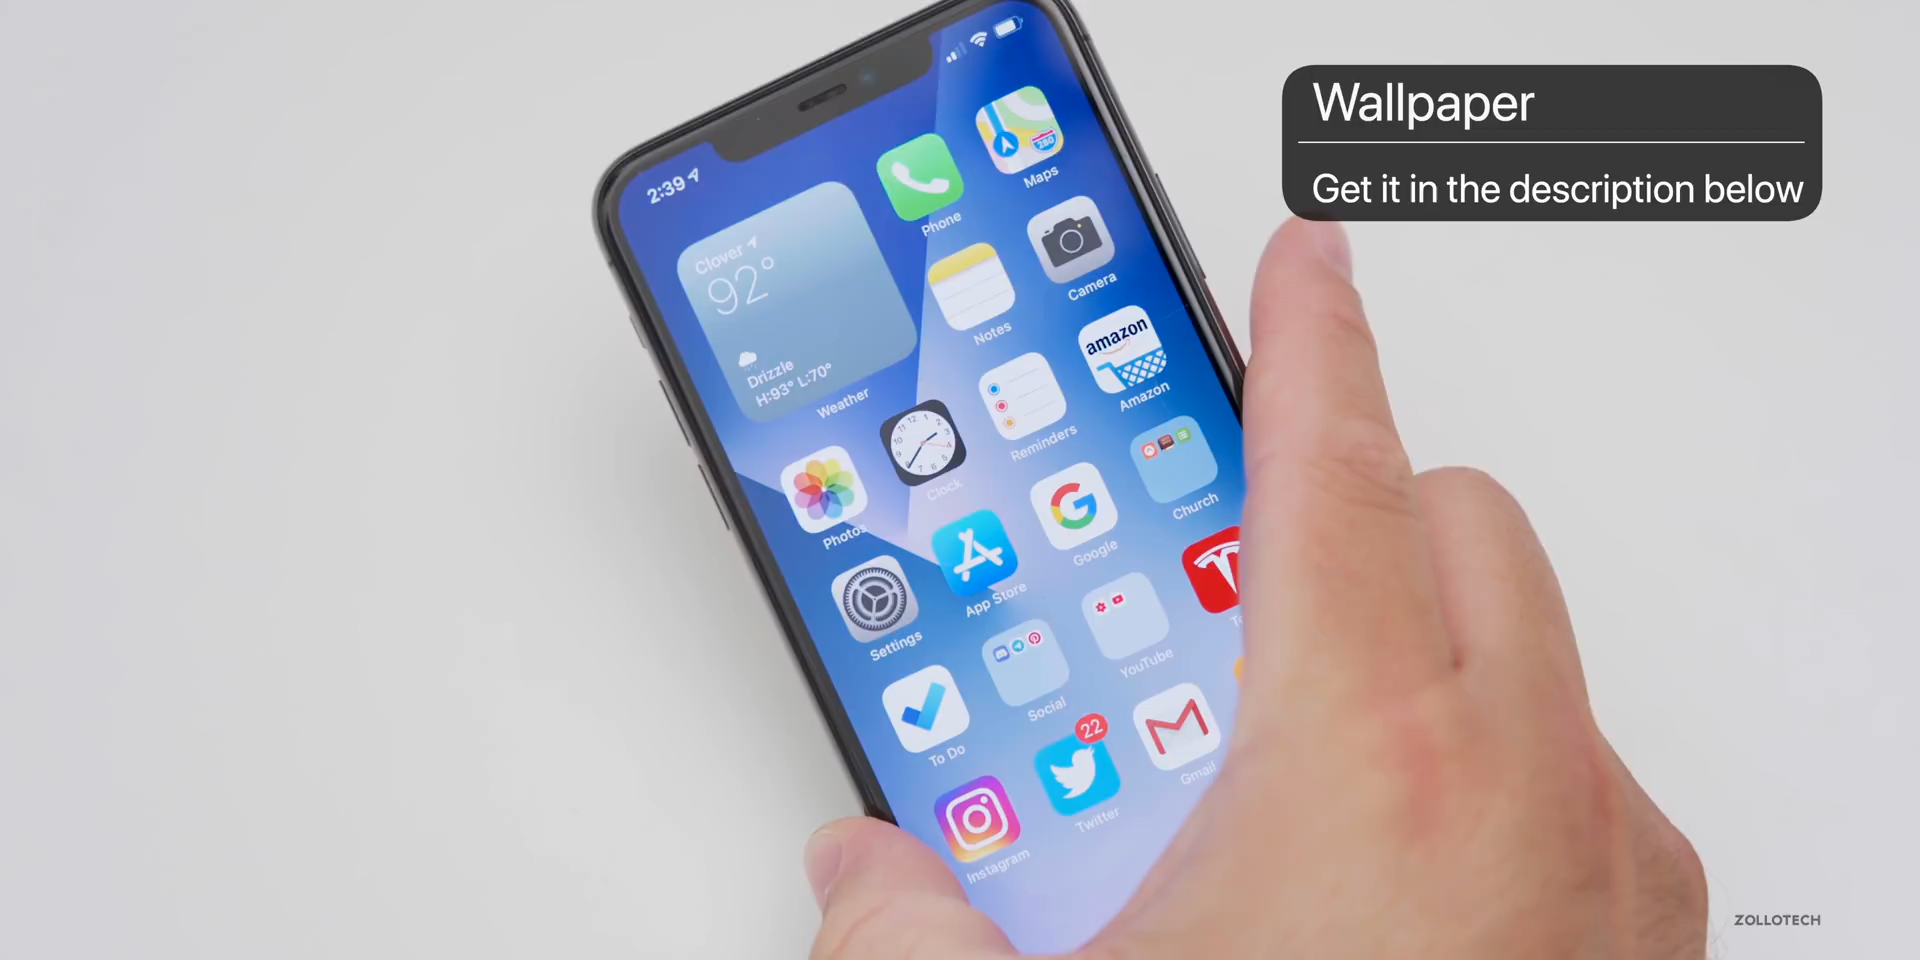 Wallpaper
Get it in the description below
2:39
Clover
92°
Drizzle
H:93° L:70°
Weather
Phone
Maps
280
Notes
Camera
Photos
Clock
Reminders
amazon
Amazon
Settings
App Store
Google
Church
To Do
Social
YouTube
Instagram
22
Twitter
Gmail
ZOLLOTECH